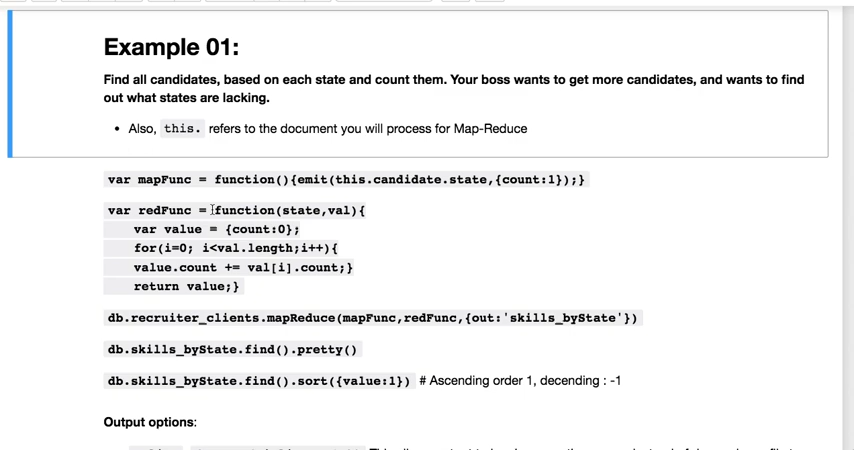 Example 01:
Find all candidates, based on each state and count them. Your boss wants to get more candidates, and wants to find
out what states are lacking.
• Also, this. refers to the document you will process for Map-Reduce
var mapFunc = function(){emit(this.candidate.state,{count:1});}
var redFunc = function(state,val){
    var value = {count:0};
    for(i=0; i<val.length;i++){
    value.count += val[i].count;}
    return value;}
db.recruiter_clients.mapReduce(mapFunc,redFunc,{out:'skills_byState'})
db.skills_byState.find().pretty()
db.skills_byState.find().sort({value:1}) # Ascending order 1, decending : -1
Output options: